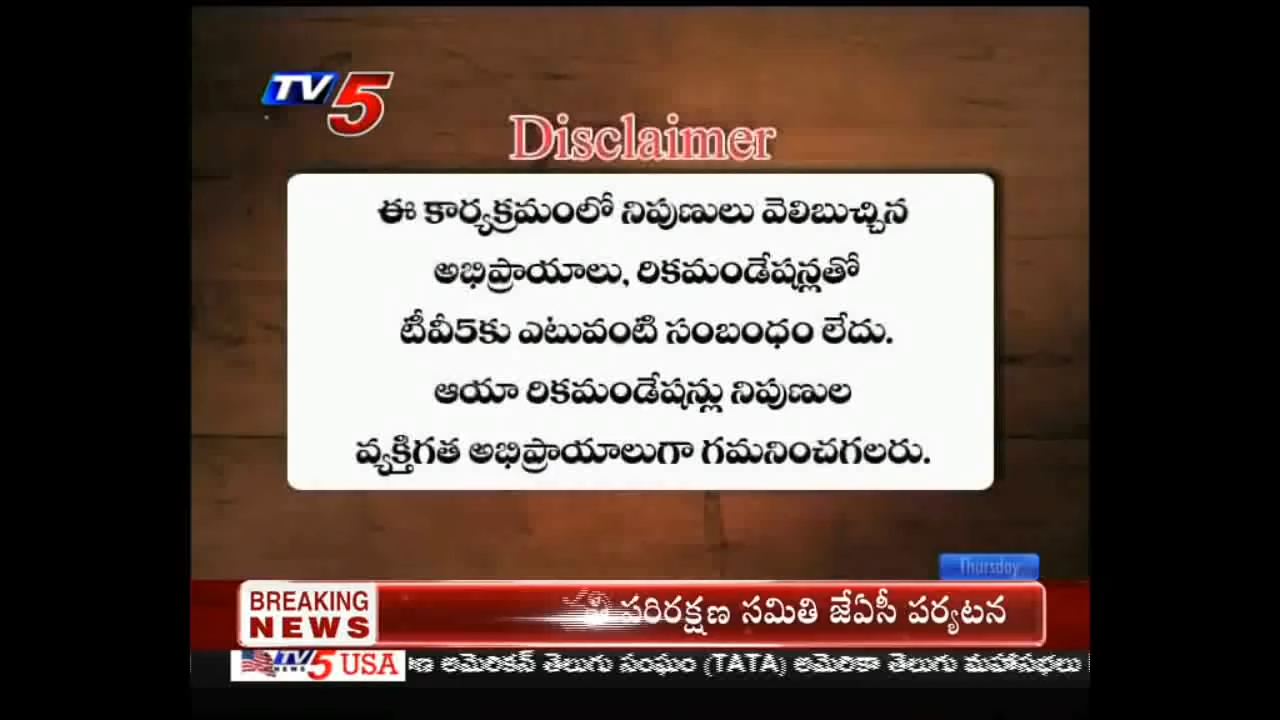 TV5
Disclaimer
ఈ కార్యక్రమంలో నిపుణులు వెలిబుచ్చిన
అభిప్రాయాలు, రికమండేషన్లతో
టీవీ5కు ఎటువంటి సంబంధం లేదు.
ఆయా రికమండేషన్లు నిపుణుల
వ్యక్తిగత అభిప్రాయాలుగా గమనించగలరు.
Thursday
BREAKING
NEWS
పరిరక్షణ సమితి జేఏసీ పర్యటన
TV5 NEWS USA
అమెరికన్ తెలుగు సంఘం (TATA) అమెరికా తెలుగు మహాసభలు